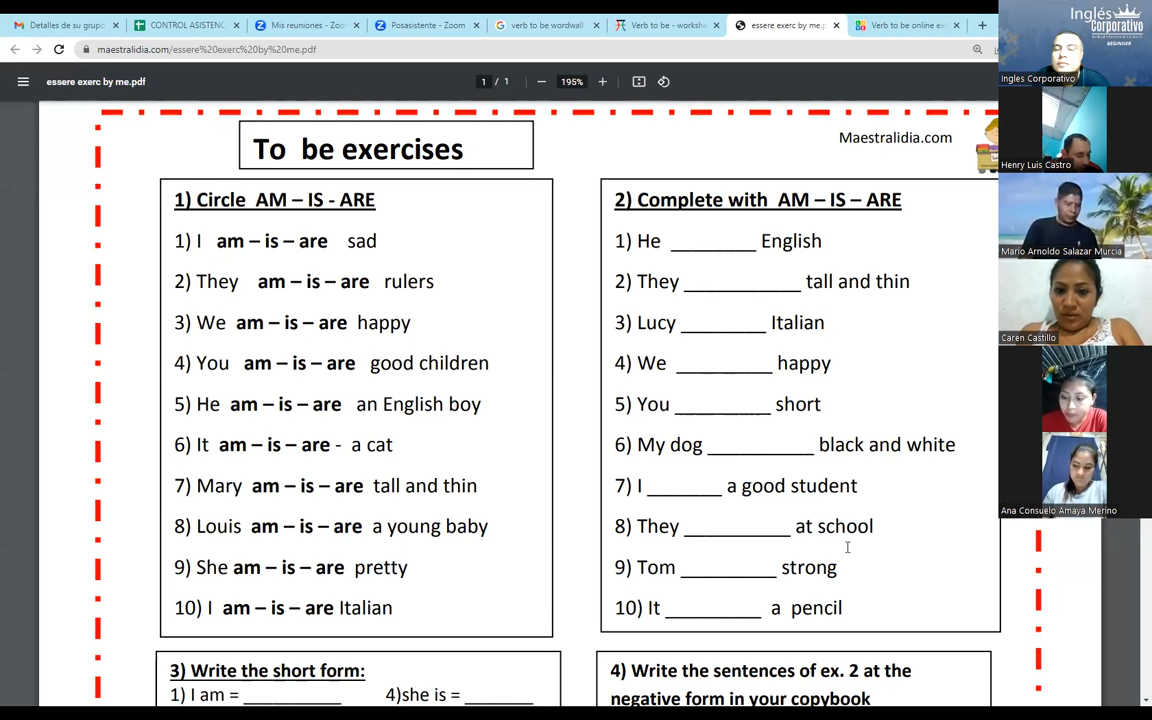 Detalles de su grupo
CONTROL ASISTENC
Mis reuniones - Zoo
Posasistente - Zoom
verb to be wordwall
Verb to be - workshe
essere exerc by me.p
Verb to be online exe
maestralidia.com/essere%20exerc%20by%20me.pdf
essere exerc by me.pdf
1 / 1
195%
To be exercises
Maestralidia.com
1) Circle AM – IS - ARE
1) I am – is – are sad
2) They am – is – are rulers
3) We am – is – are happy
4) You am – is – are good children
5) He am – is – are an English boy
6) It am – is – are - a cat
7) Mary am – is – are tall and thin
8) Louis am – is – are a young baby
9) She am – is – are pretty
10) I am – is – are Italian
2) Complete with AM – IS – ARE
1) He ________ English
2) They ___________ tall and thin
3) Lucy ________ Italian
4) We _________ happy
5) You _________ short
6) My dog __________ black and white
7) I _______ a good student
8) They __________ at school
9) Tom _________ strong
10) It _________ a pencil
3) Write the short form:
1) I am = _________ 4)she is = ______
4) Write the sentences of ex. 2 at the
negative form in your copybook
Inglés
Corporativo
BEGINNER
Ingles Corporativo
Henry Luis Castro
Mario Arnoldo Salazar Murcia
Caren Castillo
Ana Consuelo Amaya Merino